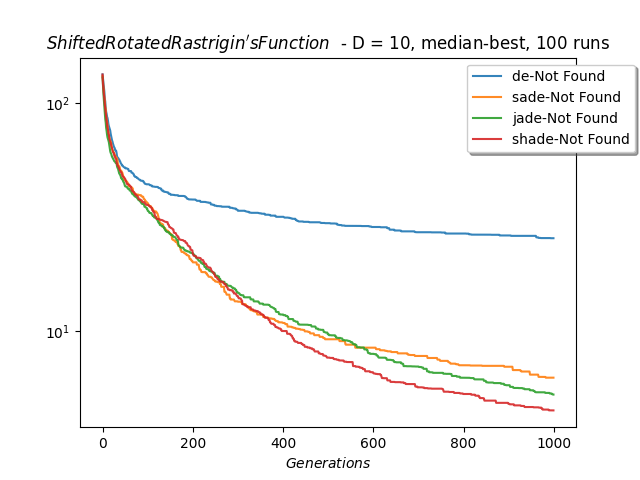 ShiftedRotatedRastrigin'sFunction - D = 10, median-best, 100 runs
de-Not Found
sade-Not Found
jade-Not Found
shade-Not Found
10²
10¹
0 200 400 600 800 1000
Generations